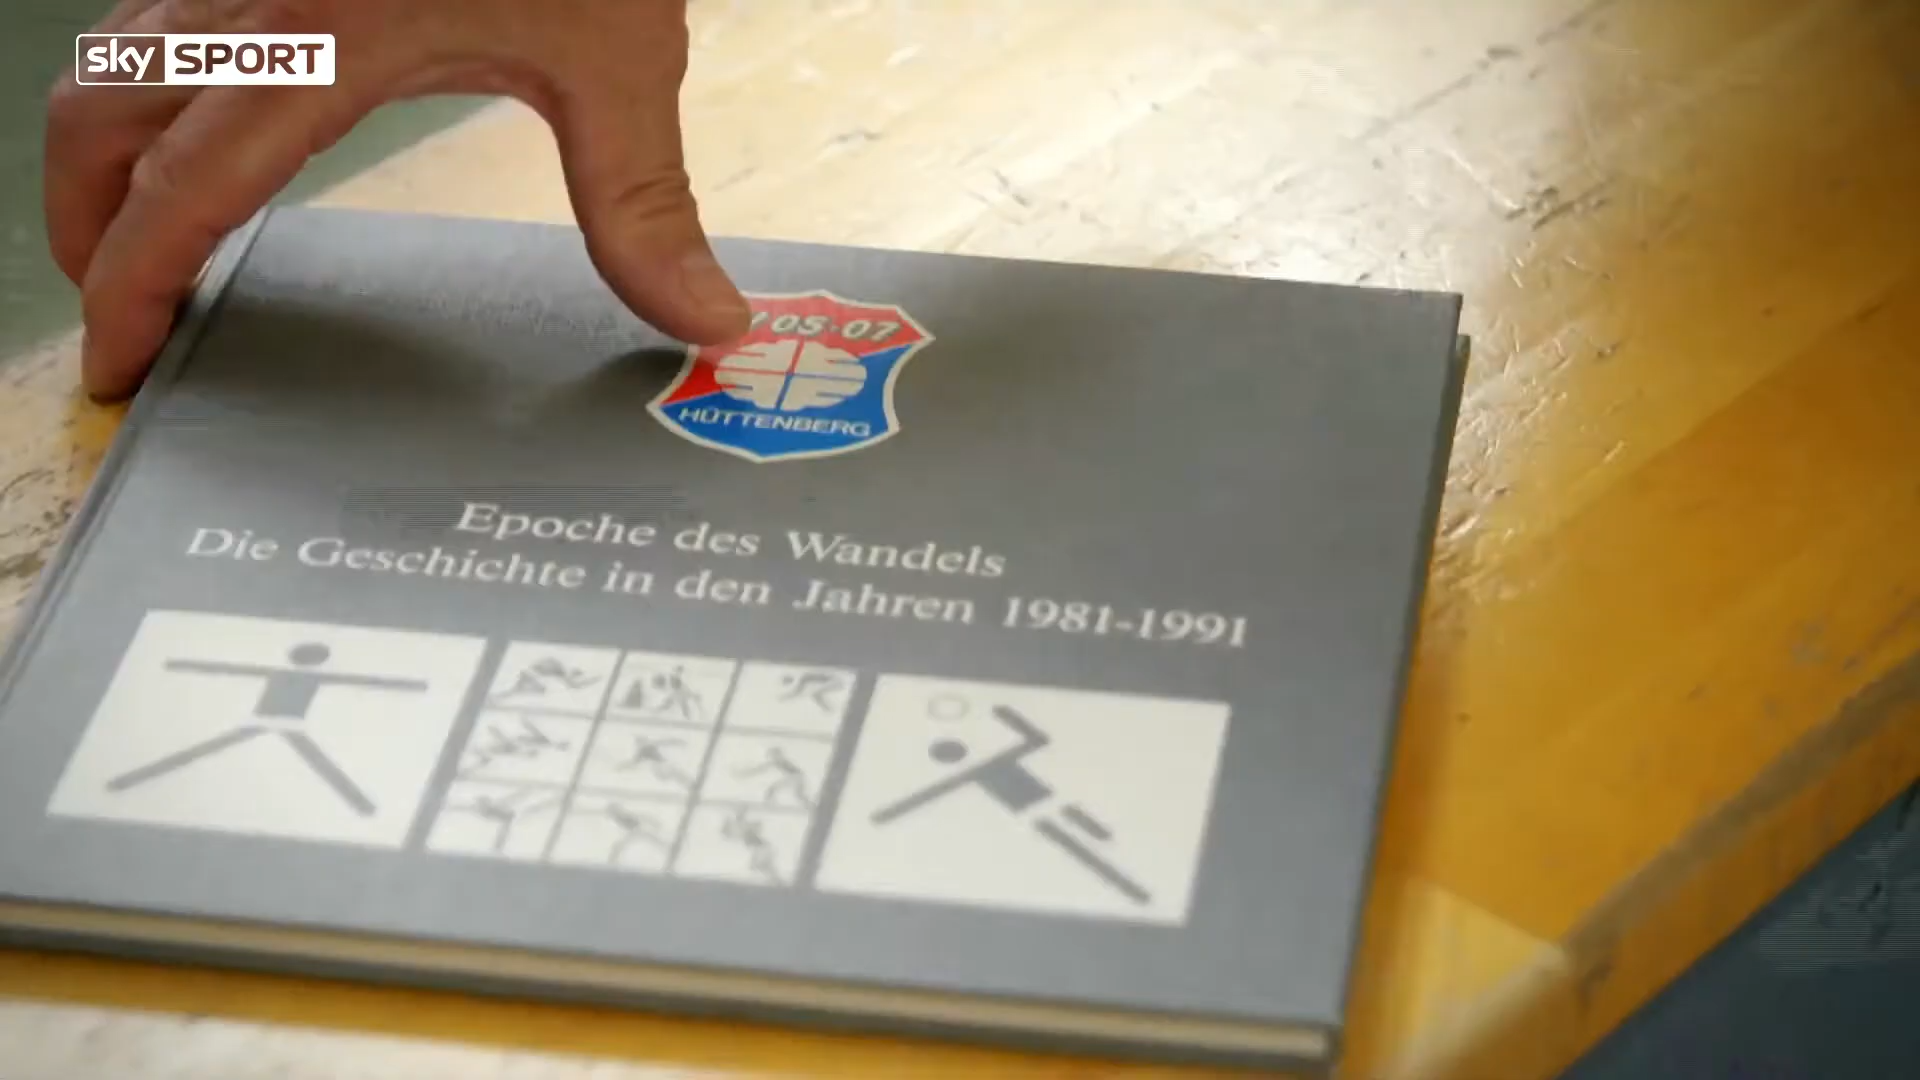 sky SPORT
05-07
HÜTTENBERG
Epoche des Wandels
Die Geschichte in den Jahren 1981-1991